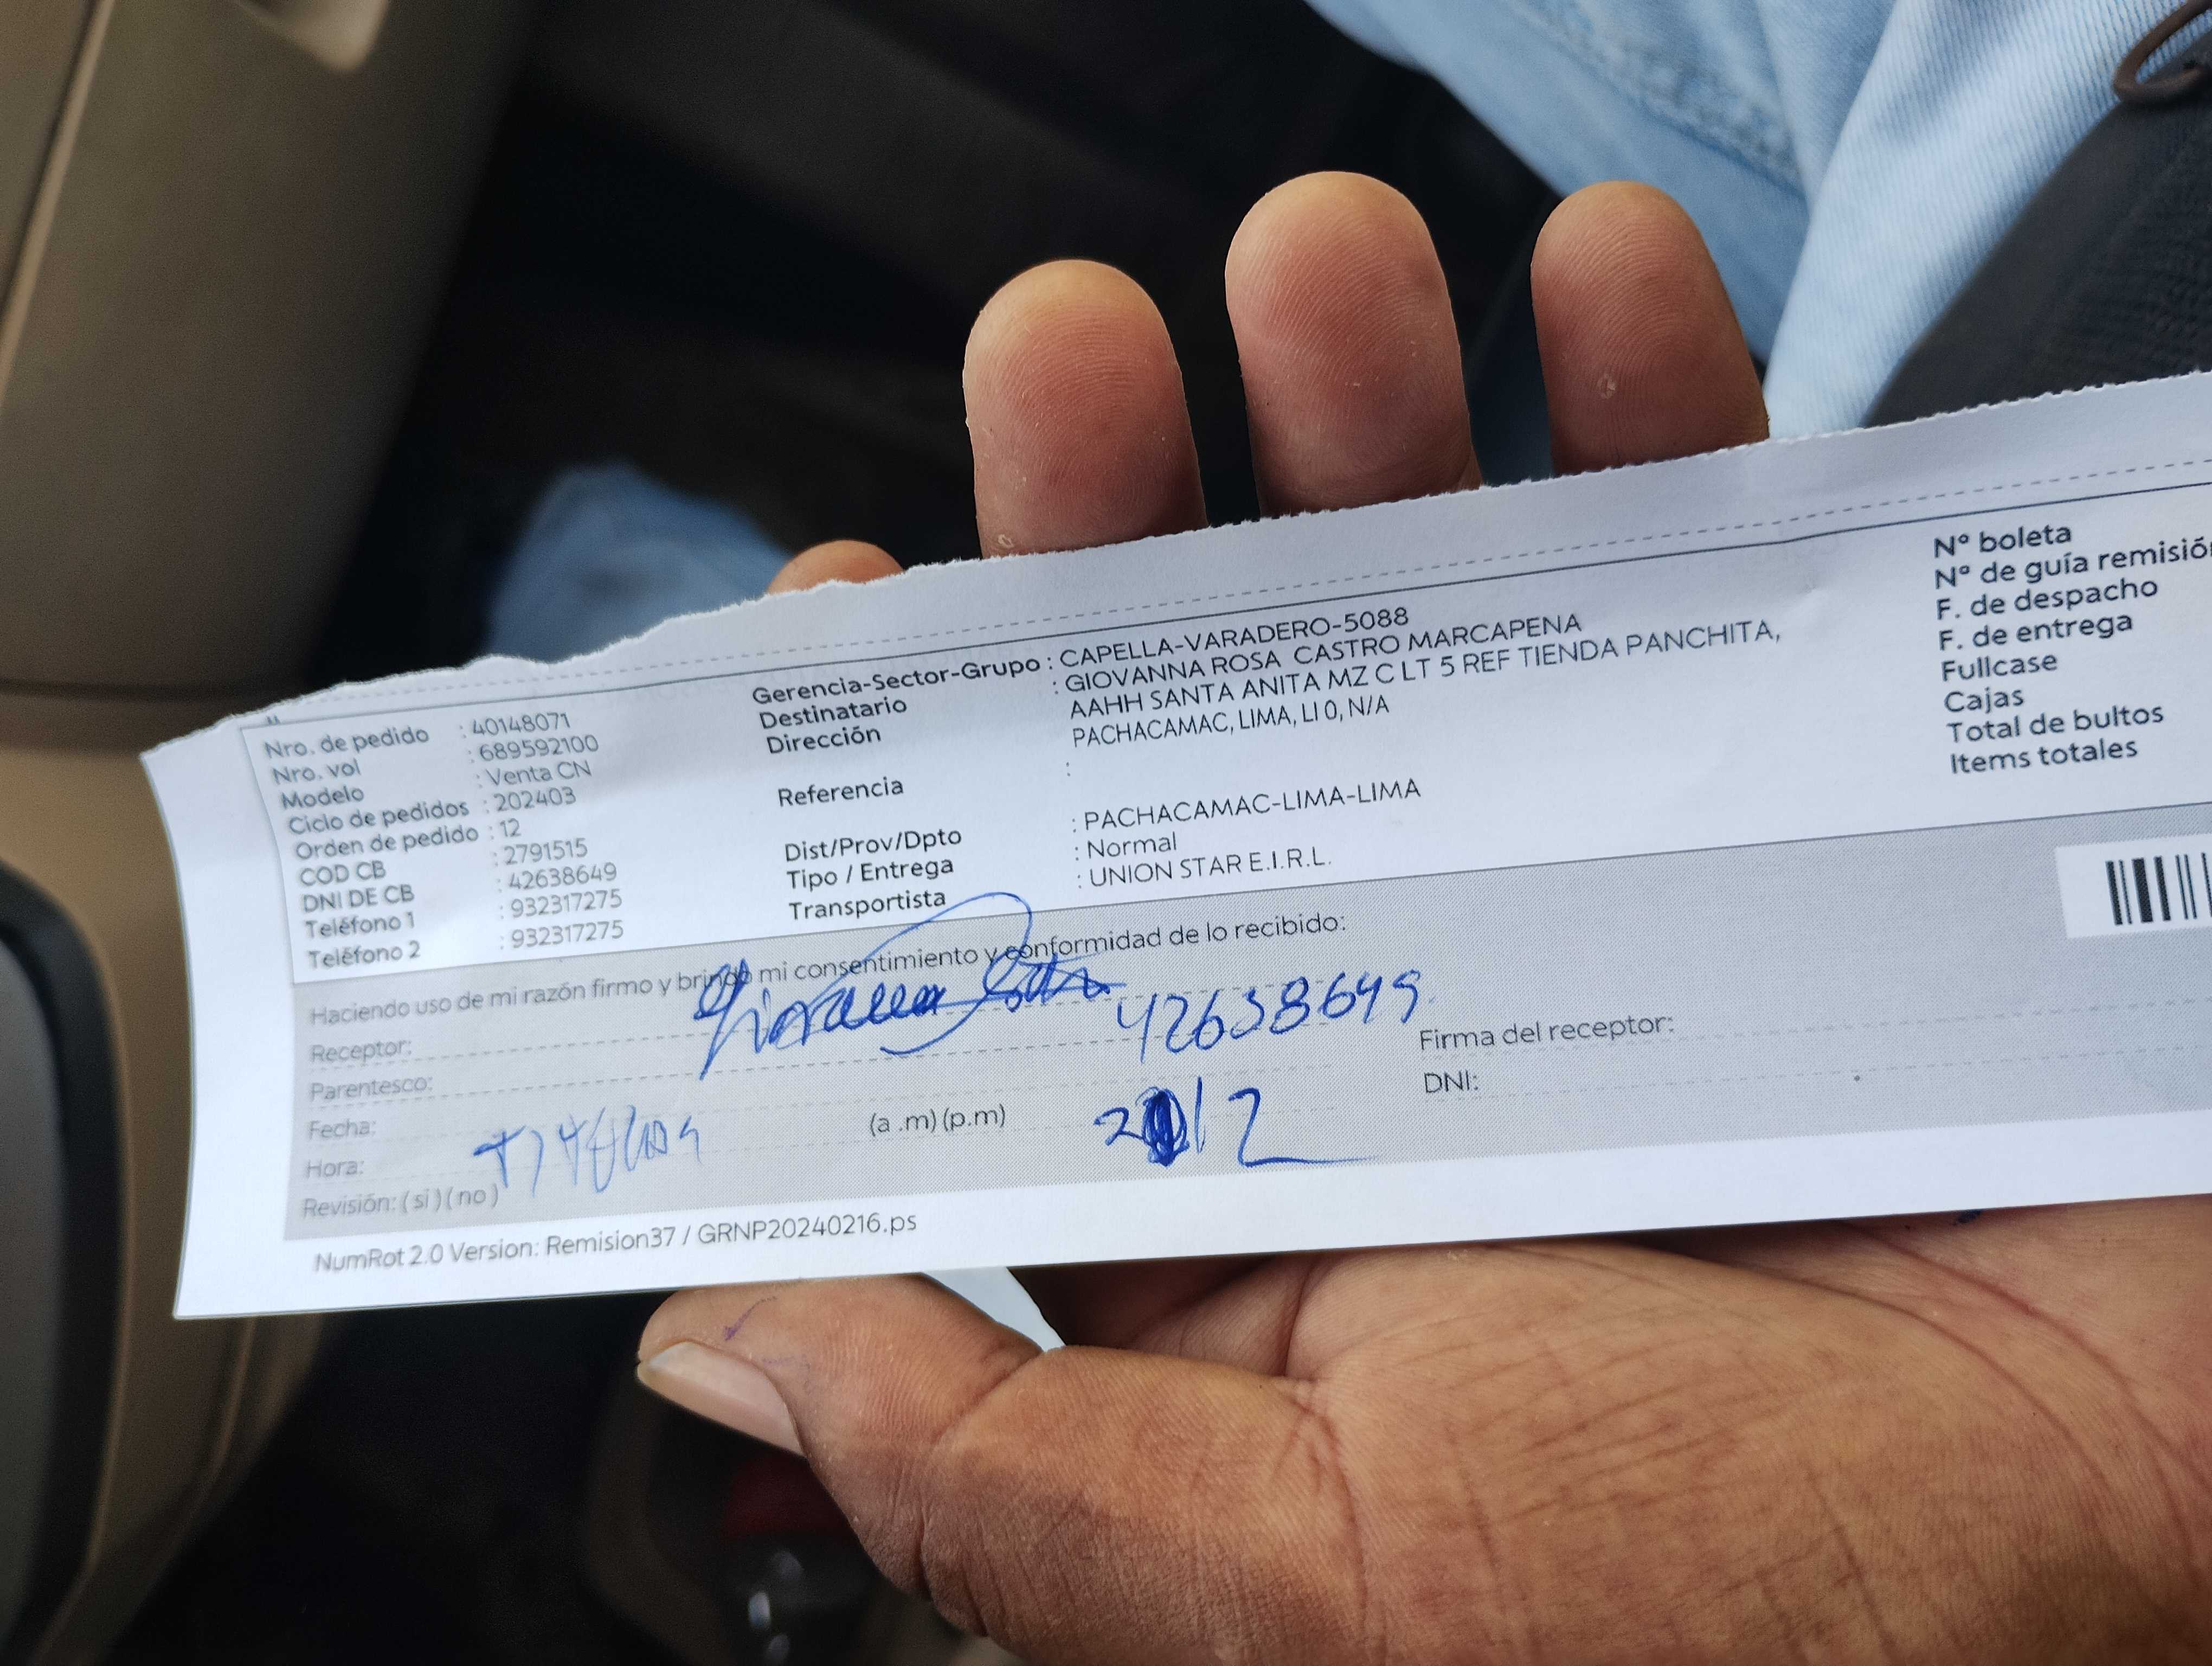 Nro. de pedido : 40148071
Nro. vol : 689592100
Modelo : Venta CN
Ciclo de pedidos : 202403
Orden de pedido : 12
COD CB : 2791515
DNI DE CB : 42638649
Teléfono 1 : 932317275
Teléfono 2 : 932317275
Gerencia-Sector-Grupo : CAPELLA-VARADERO-5088
Destinatario : GIOVANNA ROSA CASTRO MARCAPENA
Dirección AAHH SANTA ANITA MZ C LT 5 REF TIENDA PANCHITA,
PACHACAMAC, LIMA, LI 0, N/A
Referencia :
Dist/Prov/Dpto : PACHACAMAC-LIMA-LIMA
Tipo / Entrega : Normal
Transportista : UNION STAR E.I.R.L.
N° boleta
N° de guía remisió
F. de despacho
F. de entrega
Fullcase
Cajas
Total de bultos
Items totales
Haciendo uso de mi razón firmo y brindo mi consentimiento y conformidad de lo recibido:
Receptor: 42638649
Parentesco:
Fecha:
Hora: (a .m) (p.m)
Revisión: ( si ) ( no )
Firma del receptor:
DNI:
NumRot 2.0 Version: Remision37 / GRNP20240216.ps